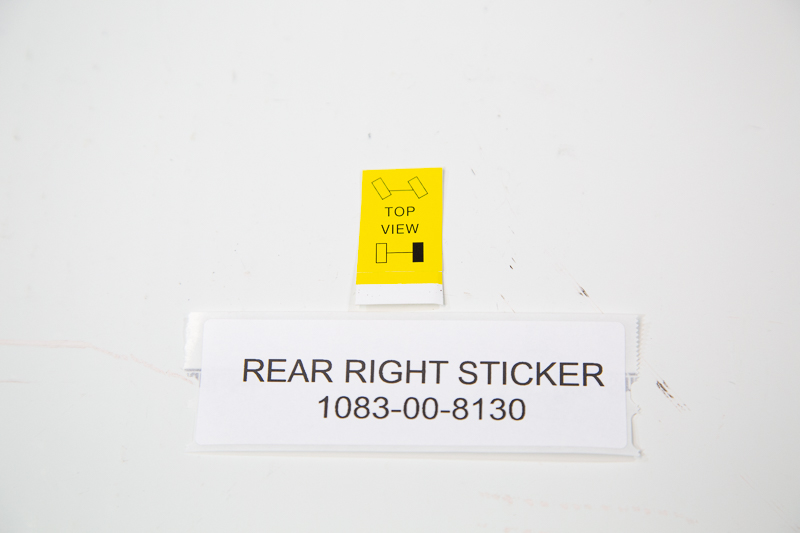 TOP
VIEW
REAR RIGHT STICKER
1083-00-8130